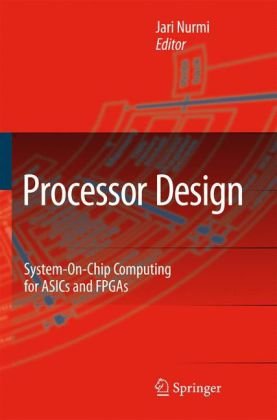 Jari Nurmi
Editor
Processor Design
System-On-Chip Computing
for ASICs and FPGAs
Springer